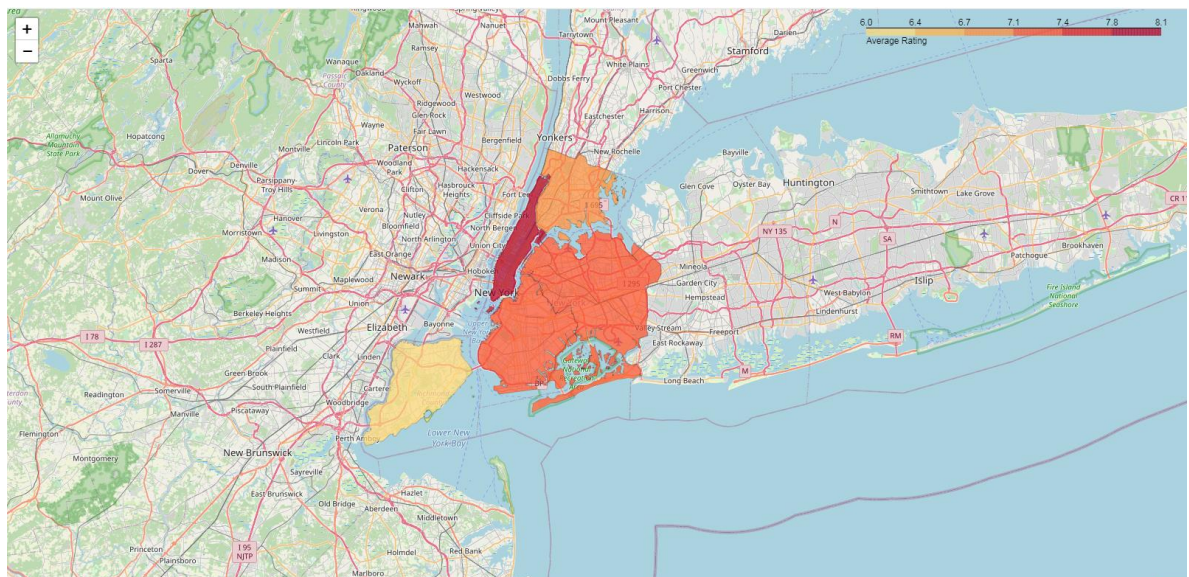 6.0 6.4 6.7 7.1 7.4 7.8 8.1
Average Rating
+
−
Mount Pleasant
Darien
Sparta
Mahwah
Nanuet
Tarrytown
Stamford
Ramsey
White Plains
Greenwich
Wanaque
Oakland
Dobbs Ferry
Port Chester
Wyckoff
Westwood
Ridgewood
Eastchester
Harrison
Glen Rock
Hopatcong
Wayne
Fair Lawn
Bergenfield
Yonkers
Allamuchy
Mountain
State Park
Montville
Lincoln Park
Paterson
New Rochelle
Bayville
Denville
Woodland
Park
Hackensack
Dover
Parsippany-
Troy Hills
Clifton
Hasbrouck
Heights
Fort Lee
Glen Cove
Oyster Bay
Huntington
Smithtown
Lake Grove
Mount Olive
Hanover
Verona
Nutley
Cliffside Park
I 695
CR 11
Livingston
Bloomfield
North Bergen
N
NY 135
Morristown
North Arlington
Union City
SA
Brookhaven
East Orange
Madison
Newark
Hoboken
Mineola
Patchogue
Summit
Maplewood
Garden City
Islip
Bedminster
Berkeley Heights
Union
New York
I 295
Hempstead
West Babylon
Fire Island
National
Seashore
Elizabeth
Bayonne
Valley Stream
Freeport
Lindenhurst
I 78
Westfield
Linden
East Rockaway
RM
I 287
Plainfield
Clark
Green Brook
Carteret
Long Beach
M
South Plainfield
Woodbridge
Readington
Somerville
Piscataway
Manville
Flemington
Perth Amboy
Lower New
York Bay
New Brunswick
Montgomery
Sayreville
East Brunswick
Hazlet
Old Bridge
Aberdeen
Middletown
I 95
NJTP
Princeton
Plainsboro
Holmdel
Red Bank
Marlboro